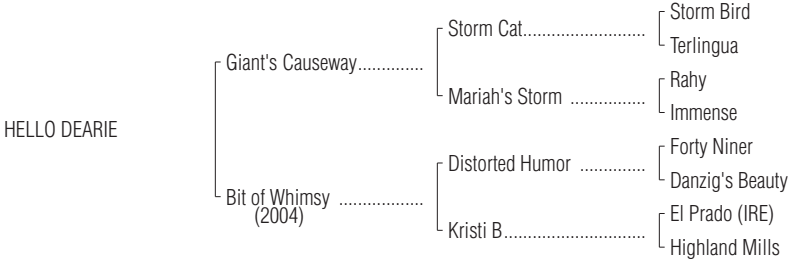 Storm Bird
Storm Cat..........................
Terlingua
Giant's Causeway..............
Rahy
Mariah's Storm ................
Immense
HELLO DEARIE
Forty Niner
Distorted Humor ..............
Danzig's Beauty
Bit of Whimsy ..................
(2004)
El Prado (IRE)
Kristi B..............................
Highland Mills